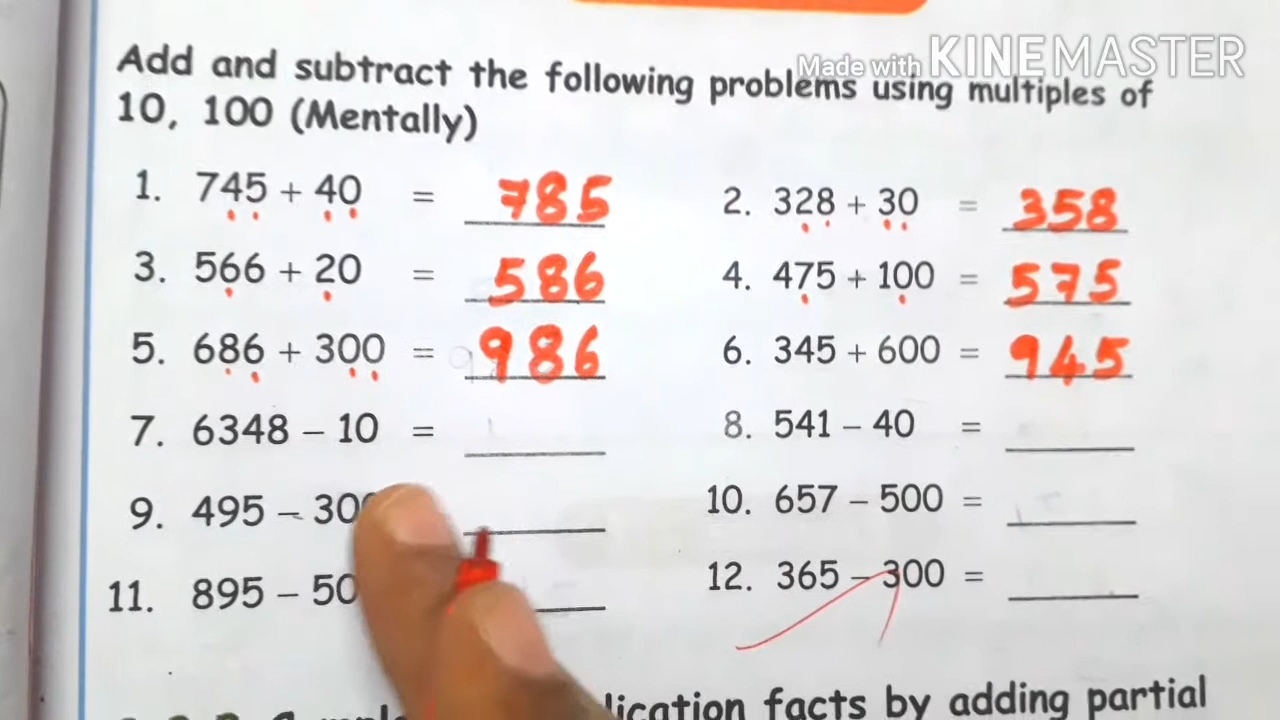 Made with KINEMASTER
Add and subtract the following problems using multiples of
10, 100 (Mentally)
1. 745 + 40 = 785
2. 328 + 30 = 358
3. 566 + 20 = 586
4. 475 + 100 = 575
5. 686 + 300 = 986
6. 345 + 600 = 945
7. 6348 – 10 =
8. 541 – 40 =
9. 495 – 30
10. 657 – 500 =
11. 895 – 50
12. 365 – 300 =
facts by adding partial